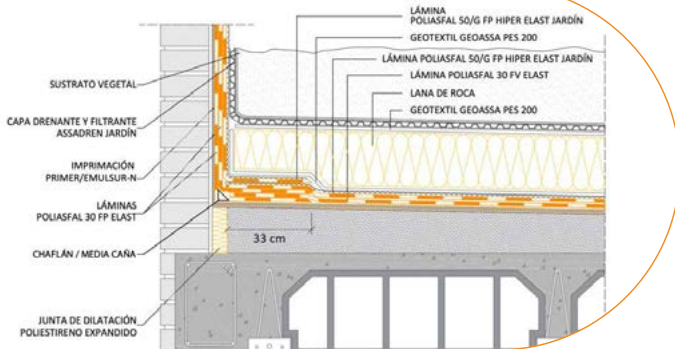 LÁMINA
POLIASFAL 50/G FP HIPER ELAST JARDÍN
GEOTEXTIL GEOASSA PES 200
LÁMINA POLIASFAL 50/G FP HIPER ELAST JARDÍN
LÁMINA POLIASFAL 30 FV ELAST
LANA DE ROCA
GEOTEXTIL GEOASSA PES 200
SUSTRATO VEGETAL
CAPA DRENANTE Y FILTRANTE
ASSADREN JARDÍN
IMPRIMACIÓN
PRIMER/EMULSUR-N
LÁMINAS
POLIASFAL 30 FP ELAST
CHAFLÁN / MEDIA CAÑA
33 cm
JUNTA DE DILATACIÓN
POLIESTIRENO EXPANDIDO